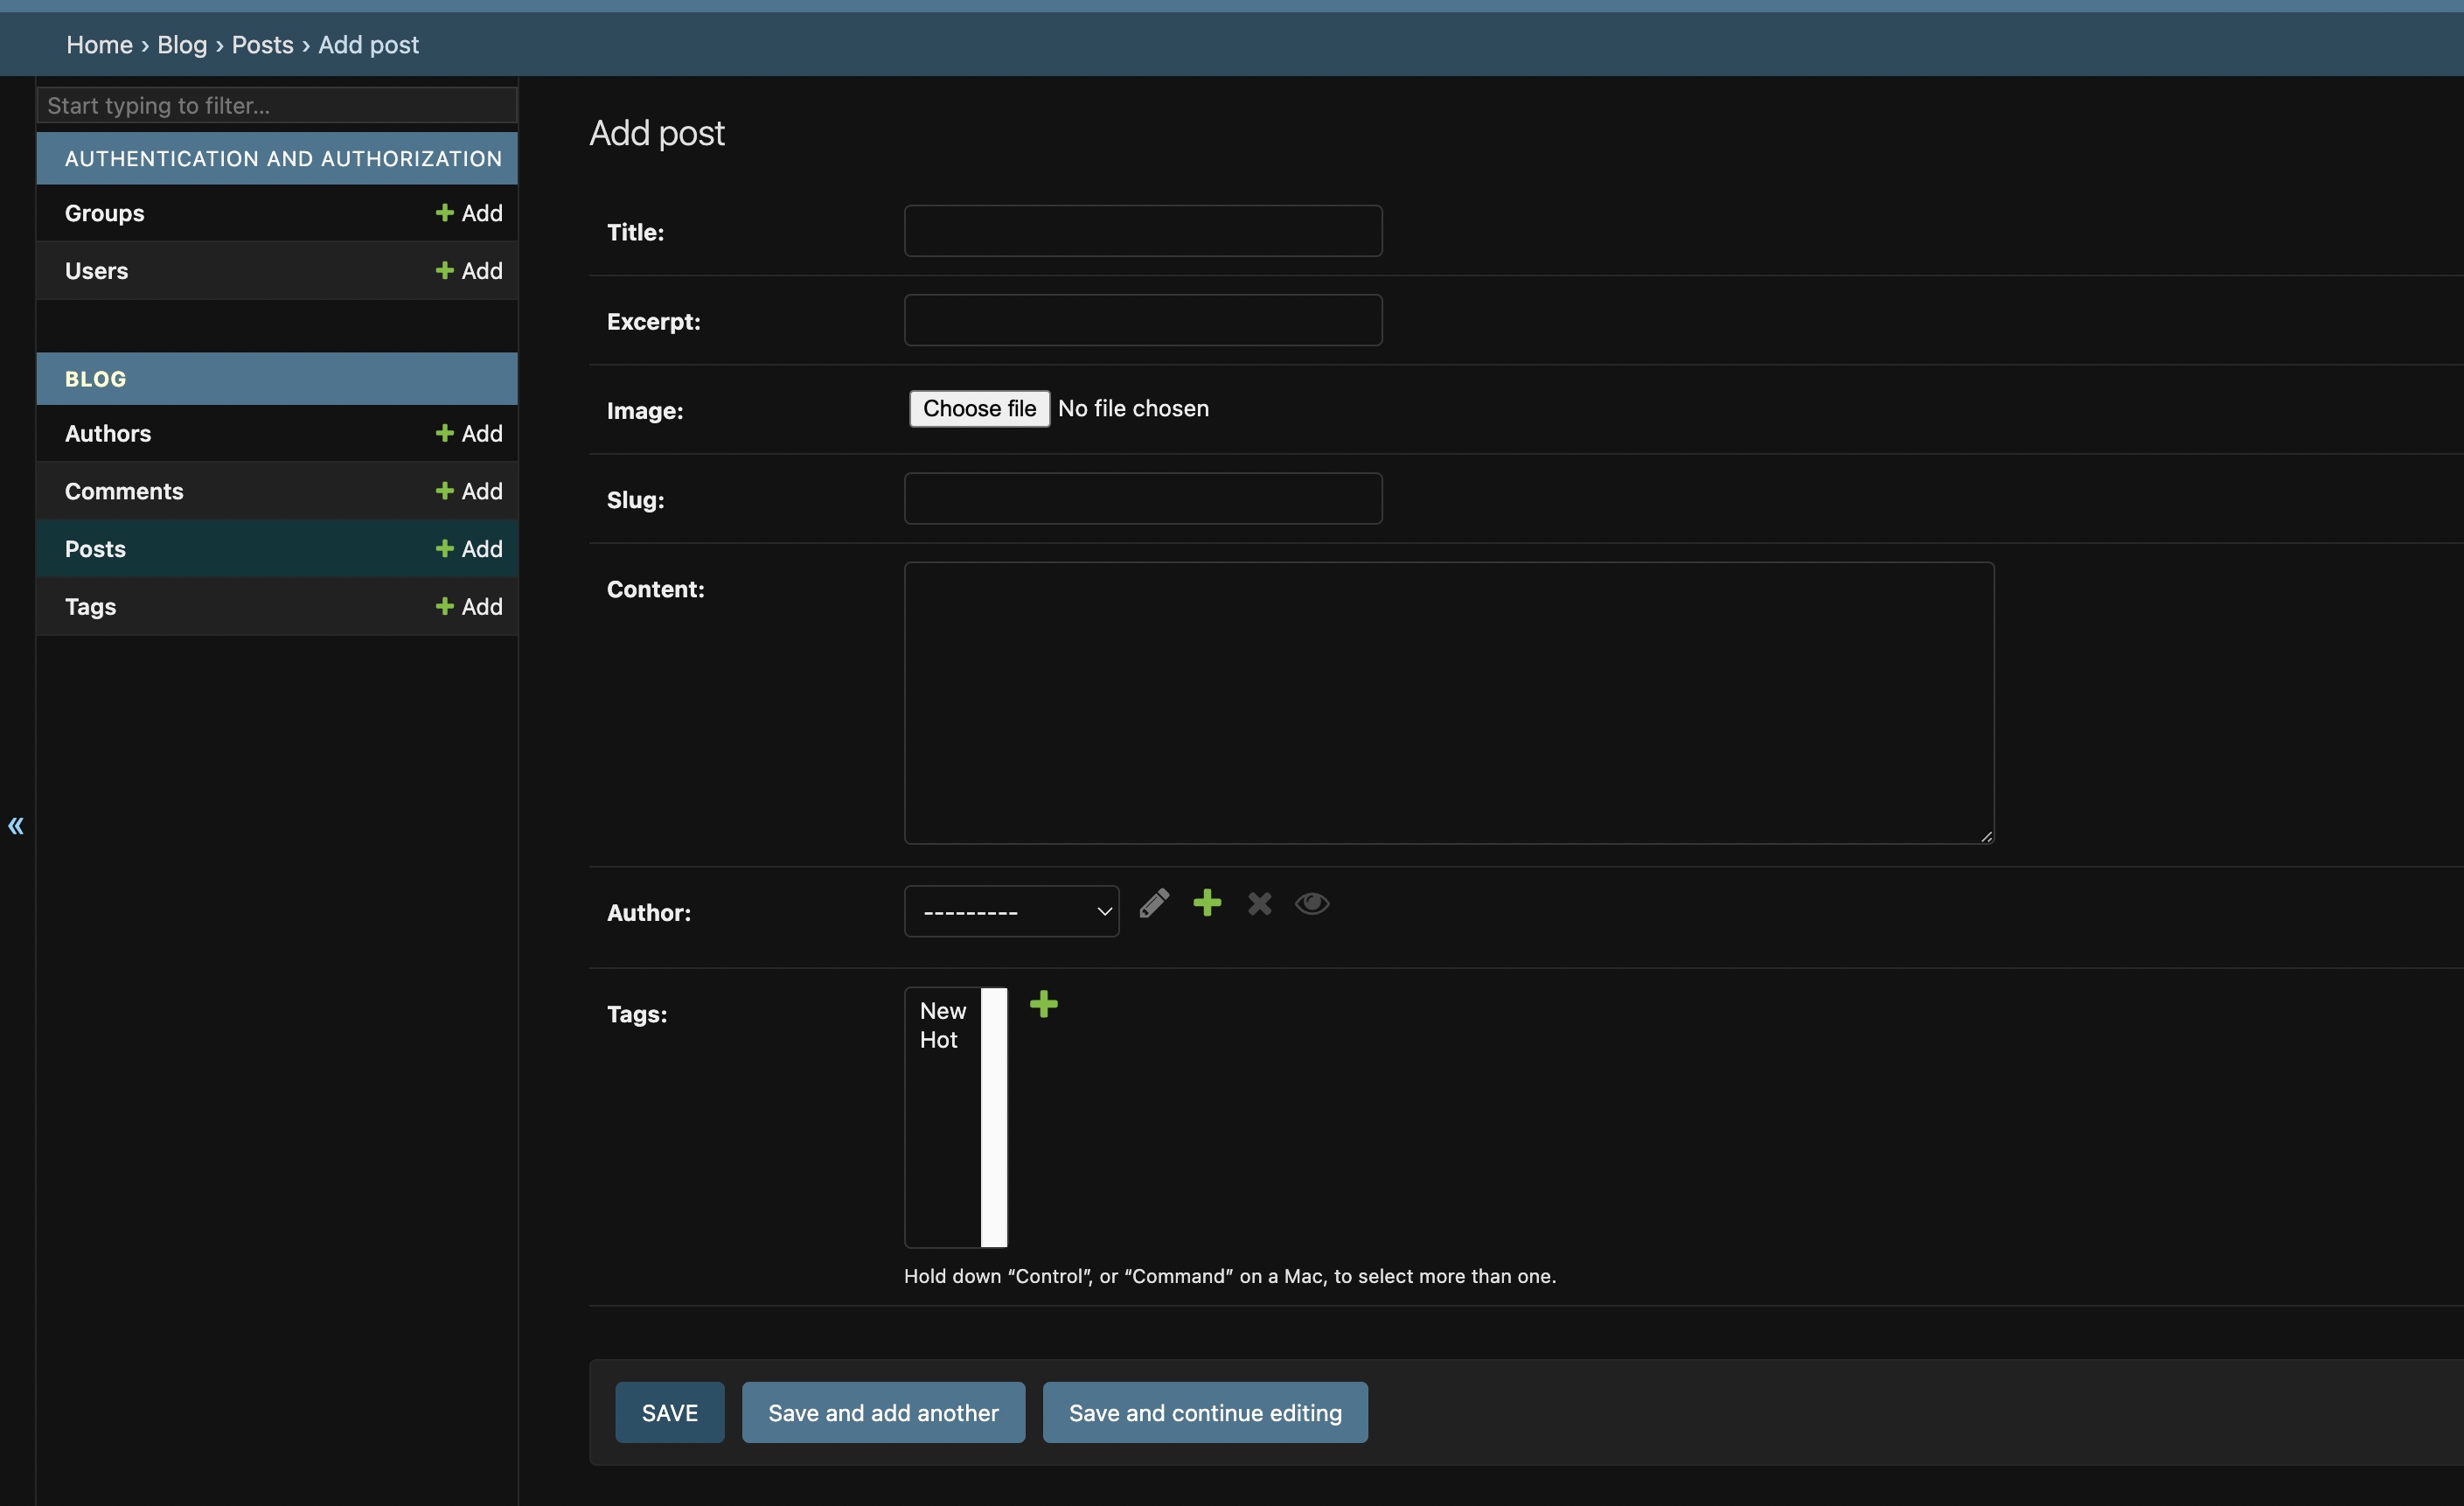 Home › Blog › Posts › Add post
Start typing to filter...
AUTHENTICATION AND AUTHORIZATION
Groups
Add
Users
Add
BLOG
Authors
Add
Comments
Add
Posts
Add
Tags
Add
Add post
Title:
Excerpt:
Image:
Choose file No file chosen
Slug:
Content:
Author:
---------
Tags:
New
Hot
Hold down “Control”, or “Command” on a Mac, to select more than one.
SAVE
Save and add another
Save and continue editing